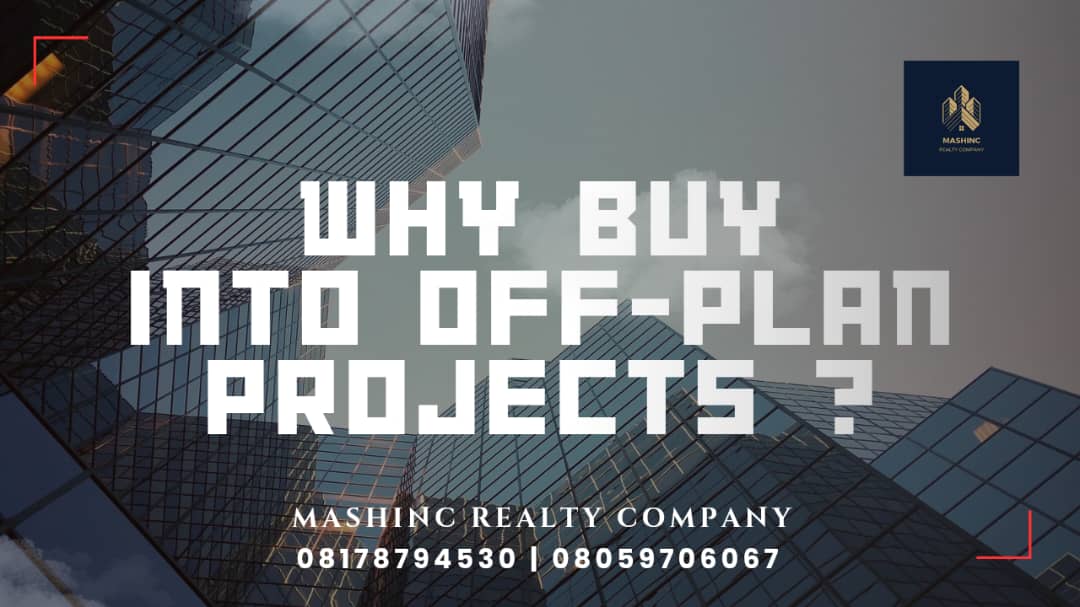 MASHINC
REALTY COMPANY
WHY BUY
INTO OFF-PLAN
PROJECTS ?
MASHINC REALTY COMPANY
08178794530 | 08059706067